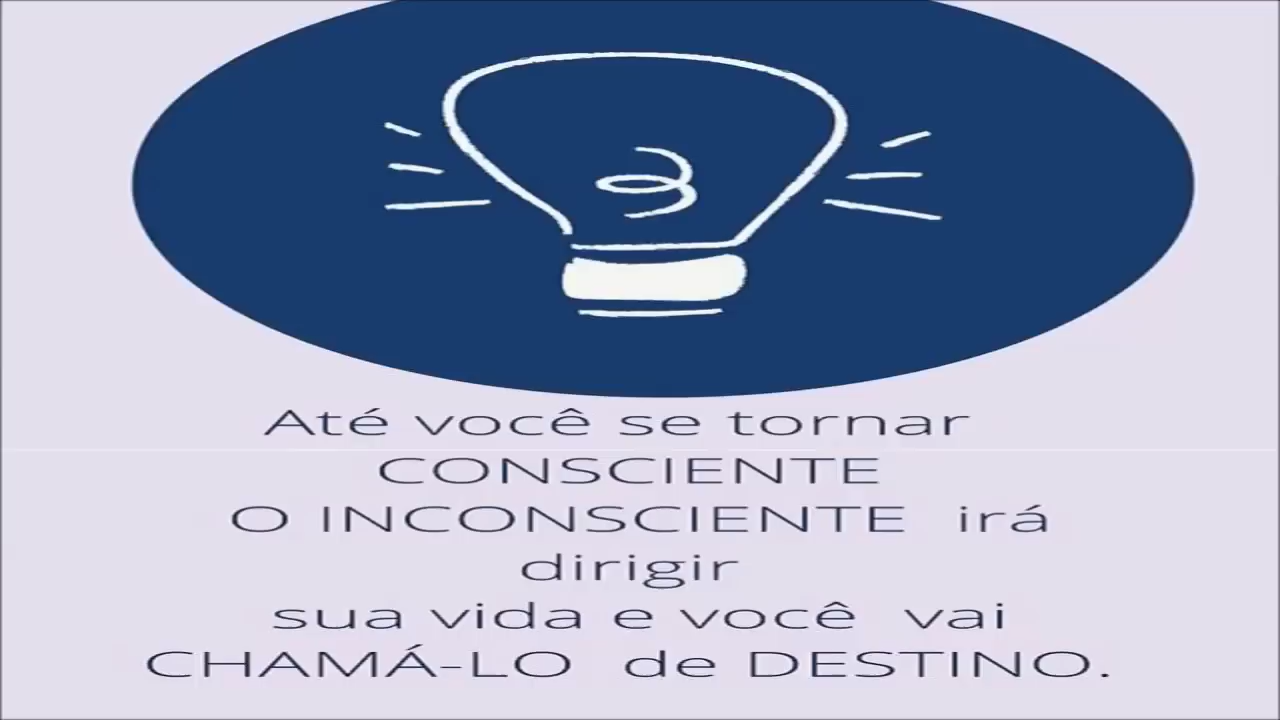 Até você se tornar
CONSCIENTE
O INCONSCIENTE irá
dirigir
sua vida e você vai
CHAMÁ-LO de DESTINO.